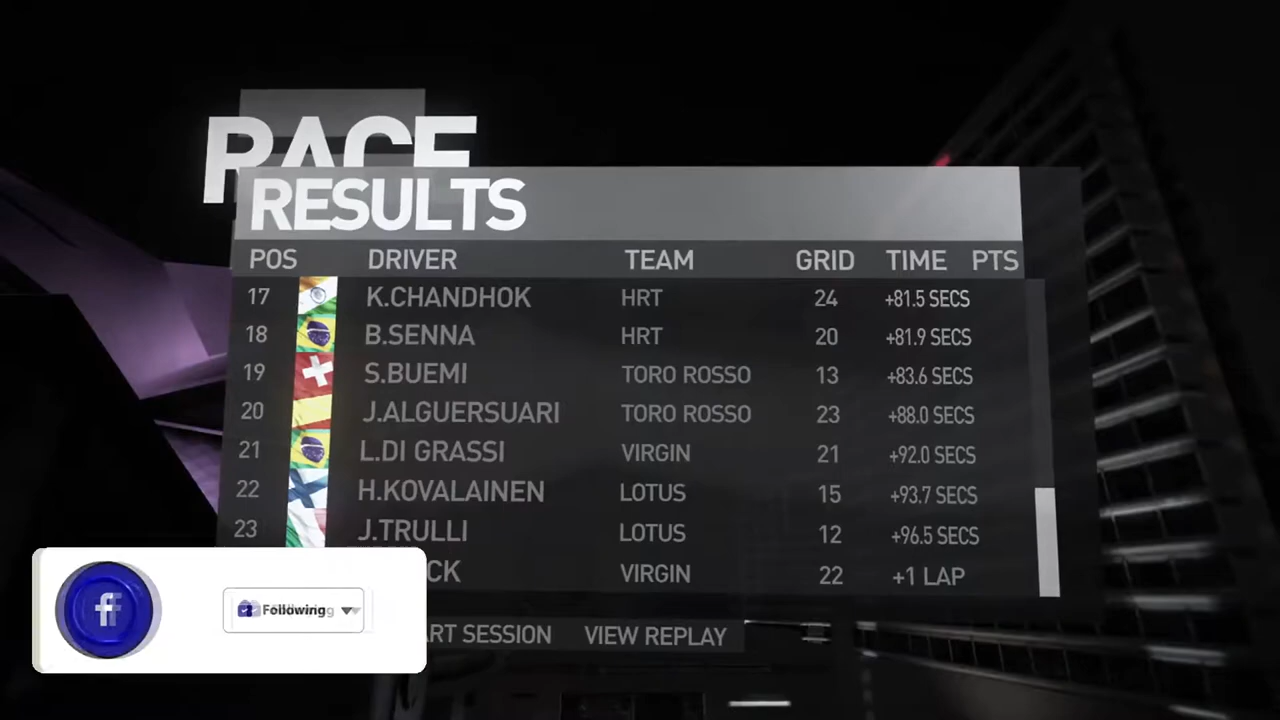 RACE
RESULTS
POS DRIVER TEAM GRID TIME PTS
17 K.CHANDHOK HRT 24 +81.5 SECS
18 B.SENNA HRT 20 +81.9 SECS
19 S.BUEMI TORO ROSSO 13 +83.6 SECS
20 J.ALGUERSUARI TORO ROSSO 23 +88.0 SECS
21 L.DI GRASSI VIRGIN 21 +92.0 SECS
22 H.KOVALAINEN LOTUS 15 +93.7 SECS
23 J.TRULLI LOTUS 12 +96.5 SECS
CK VIRGIN 22 +1 LAP
f Following
ART SESSION VIEW REPLAY